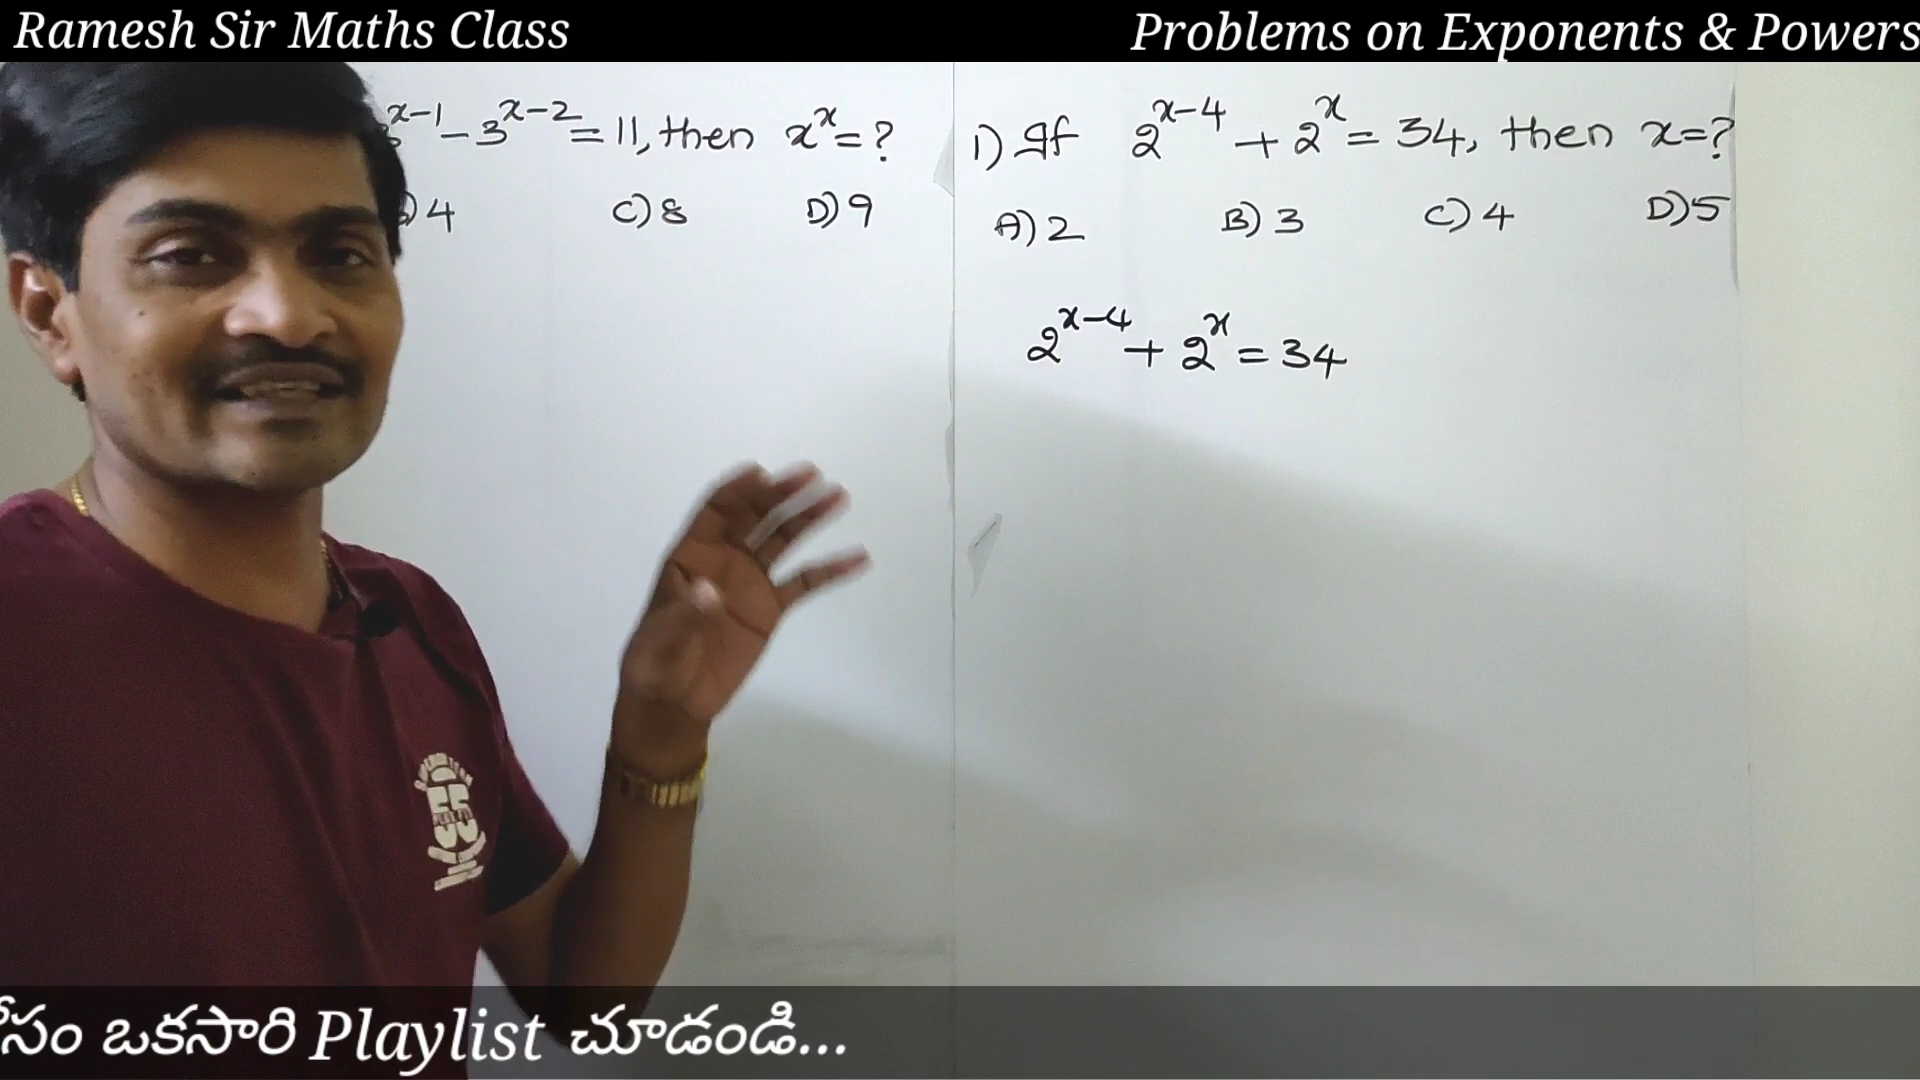 Ramesh Sir Maths Class
Problems on Exponents & Powers
x-1 - 3^(x-2) = 11, then x^x = ?
4 C) 8 D) 9
1) If 2^(x-4) + 2^x = 34, then x = ?
A) 2 B) 3 C) 4 D) 5
2^(x-4) + 2^x = 34
55
ఒకసారి Playlist చూడండి...